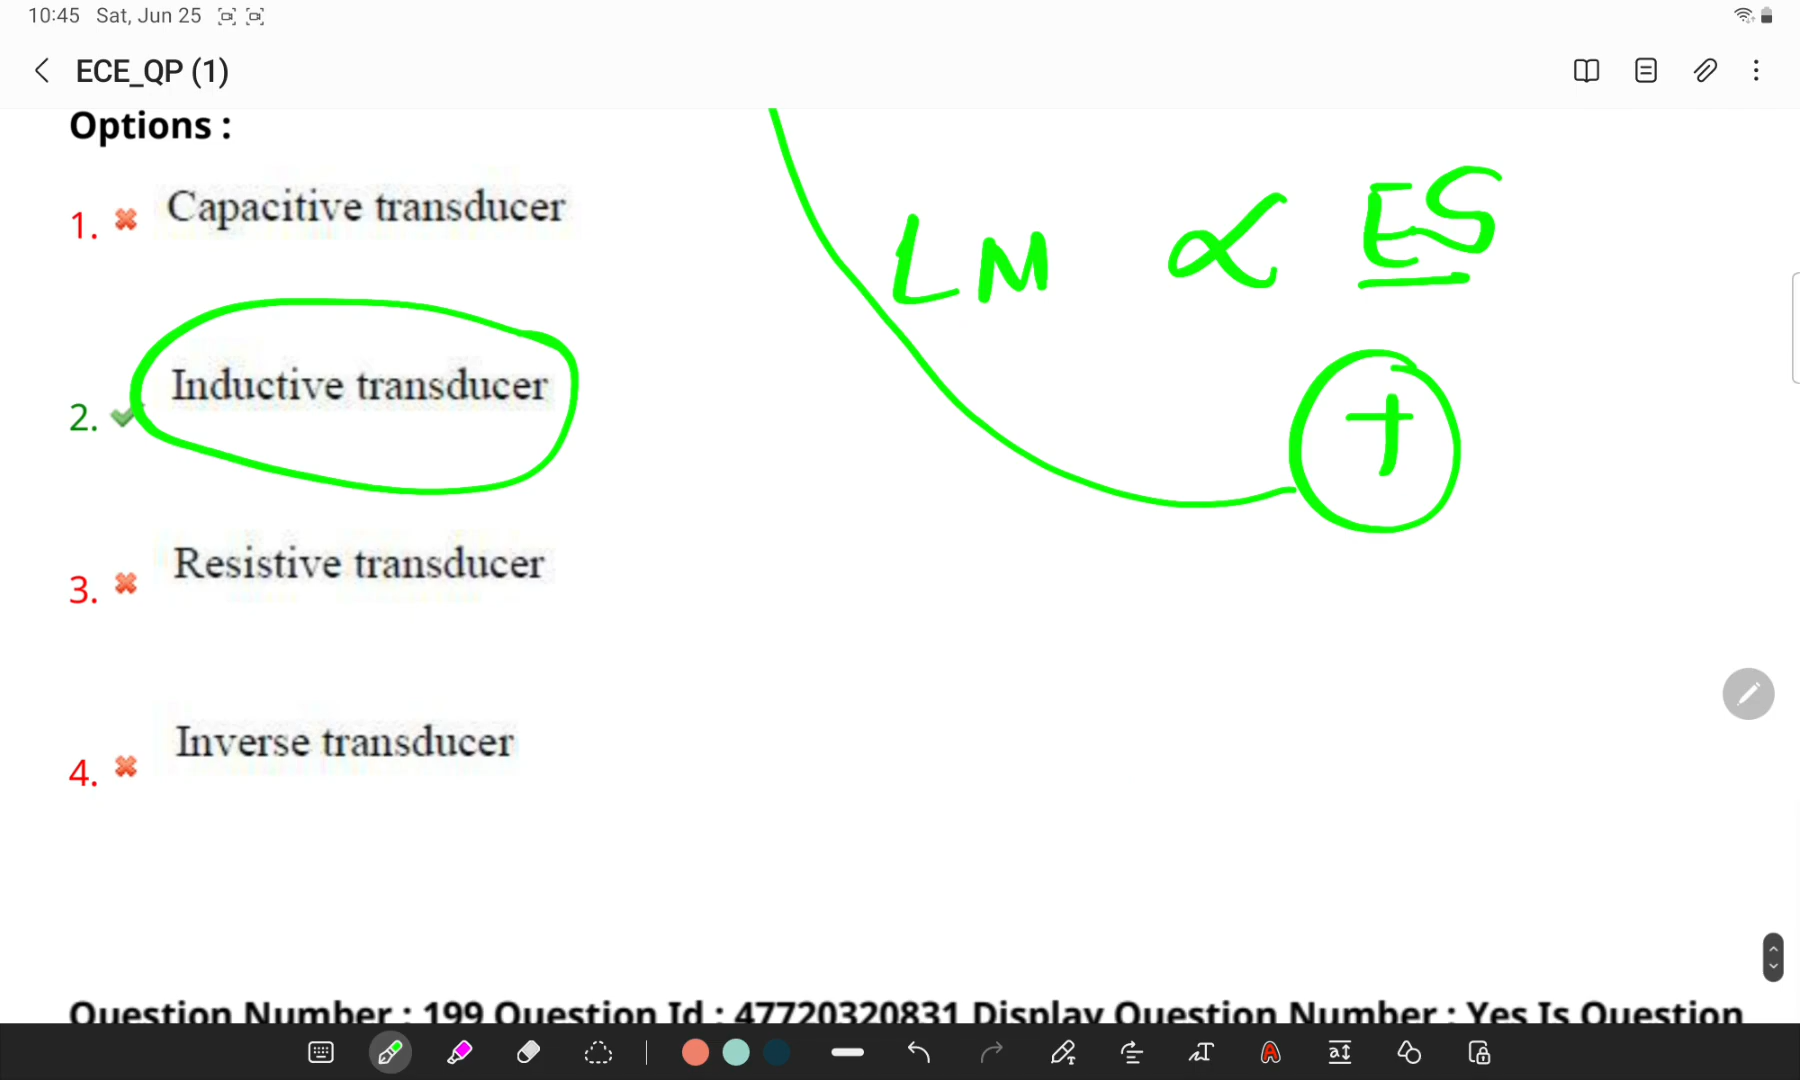 10:45 Sat, Jun 25
ECE_QP (1)
Options :
1. Capacitive transducer
LM ∝ ES
2. Inductive transducer
+
3. Resistive transducer
4. Inverse transducer
Question Number : 199 Question Id : 47720320831 Display Question Number : Yes Is Question